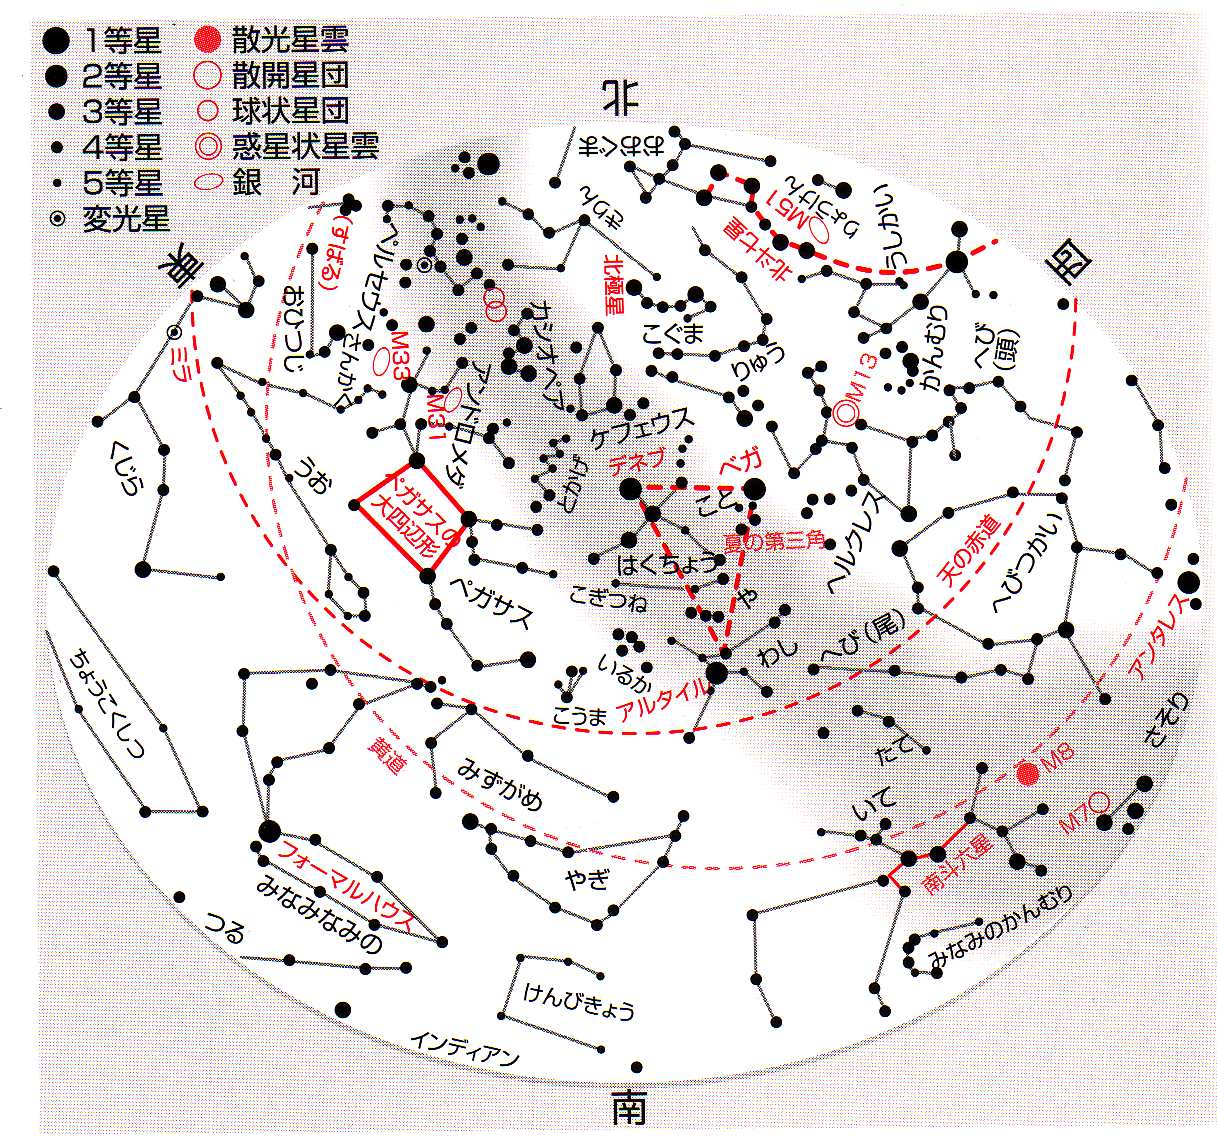 1等星
2等星
3等星
4等星
5等星
変光星
散光星雲
散開星団
球状星団
惑星状星雲
銀河
北
東
西
南
おおぐま
りょうけん
M51
うしかい
北斗七星
きりん
北極星
こぐま
りゅう
かんむり
へび(頭)
M13
ペルセウス
(すばる)
おひつじ
さんかく
M33
M31
アンドロメダ
カシオペア
ケフェウス
ミラ
くじら
うお
とかげ
デネブ
ベガ
こと
夏の第三角
はくちょう
ヘルクレス
天の赤道
へびつかい
ペガサスの
大四辺形
ペガサス
こぎつね
や
わし
へび(尾)
いるか
アルタイル
こうま
アンタレス
さそり
ちょうこくしつ
黄道
みずがめ
たて
いて
M8
M7
南斗六星
フォーマルハウス
みなみなみの
やぎ
みなみのかんむり
つる
けんびきょう
インディアン